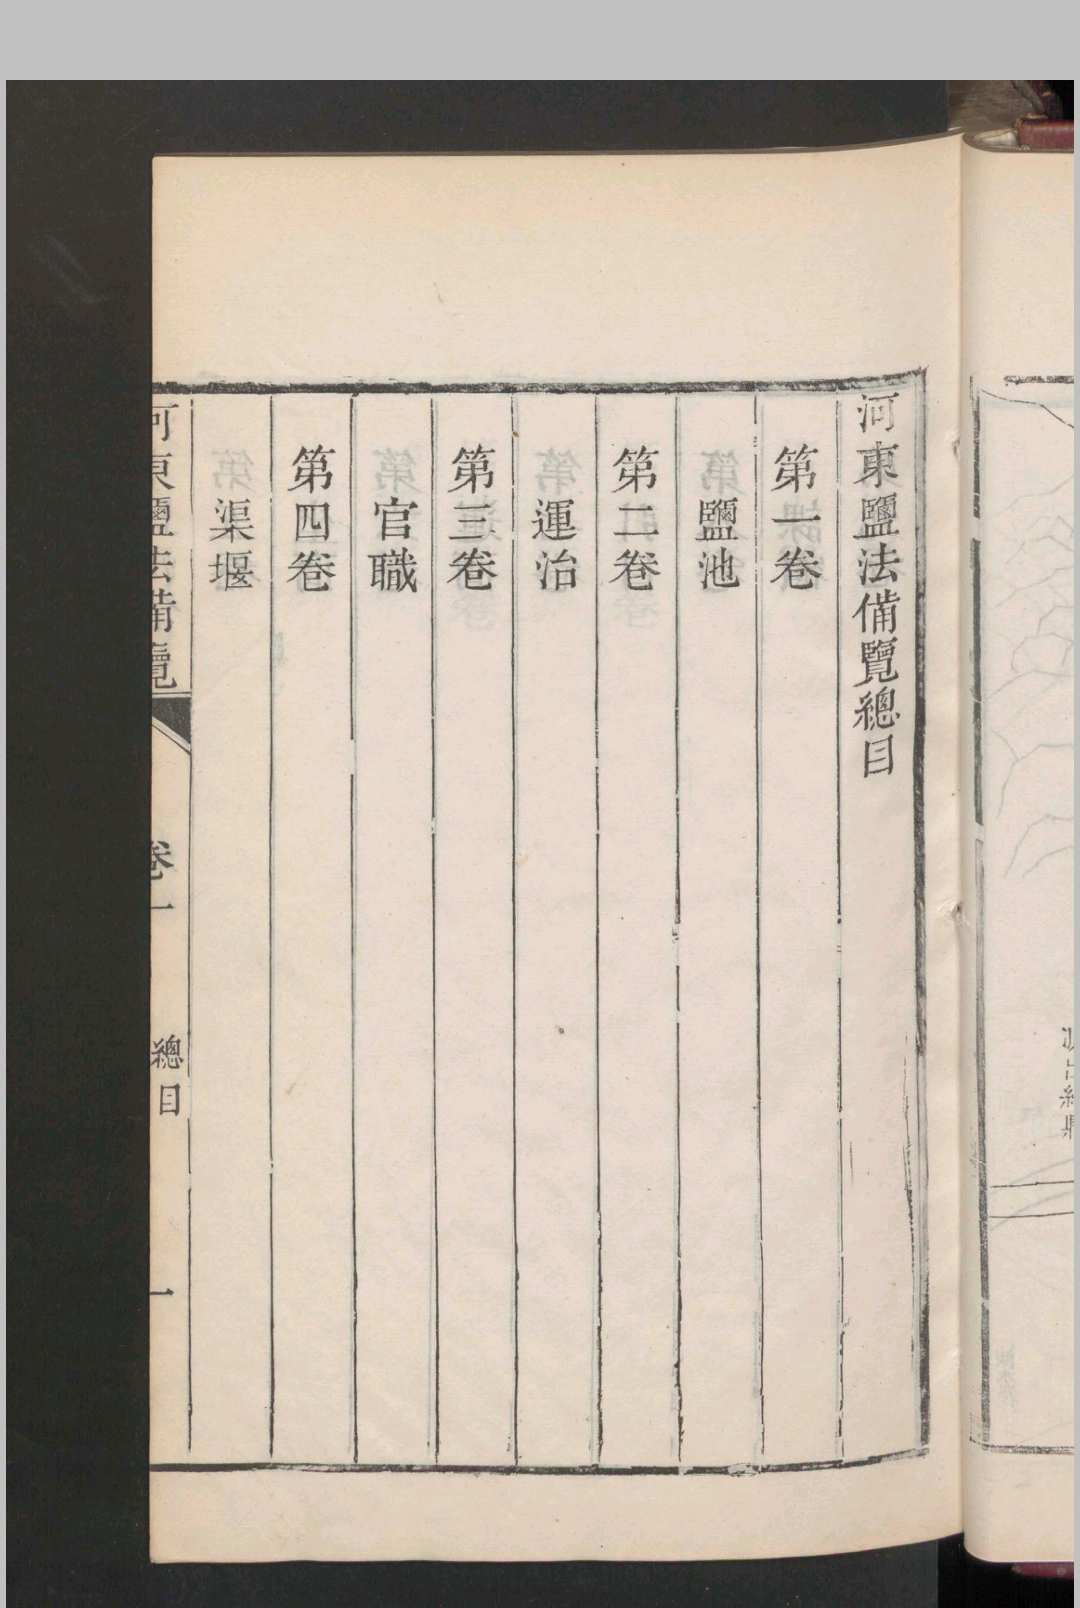 河東鹽法備覽總目
第一卷
鹽池
第二卷
運治
第三卷
官職
第四卷
渠堰
河東鹽法備覽
卷一
總目
一